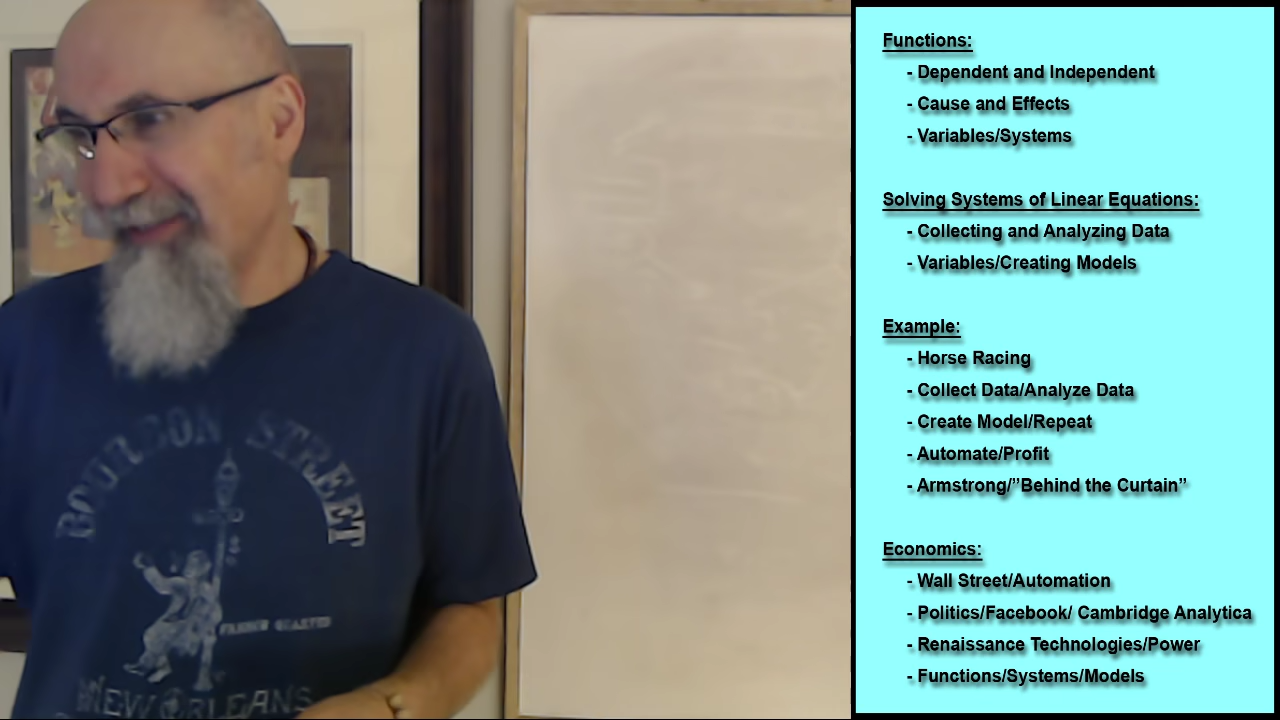 Functions:
- Dependent and Independent
- Cause and Effects
- Variables/Systems
Solving Systems of Linear Equations:
- Collecting and Analyzing Data
- Variables/Creating Models
Example:
- Horse Racing
- Collect Data/Analyze Data
- Create Model/Repeat
- Automate/Profit
- Armstrong/”Behind the Curtain”
Economics:
- Wall Street/Automation
- Politics/Facebook/ Cambridge Analytica
- Renaissance Technologies/Power
- Functions/Systems/Models
BOURBON STREET
NEW ORLEANS